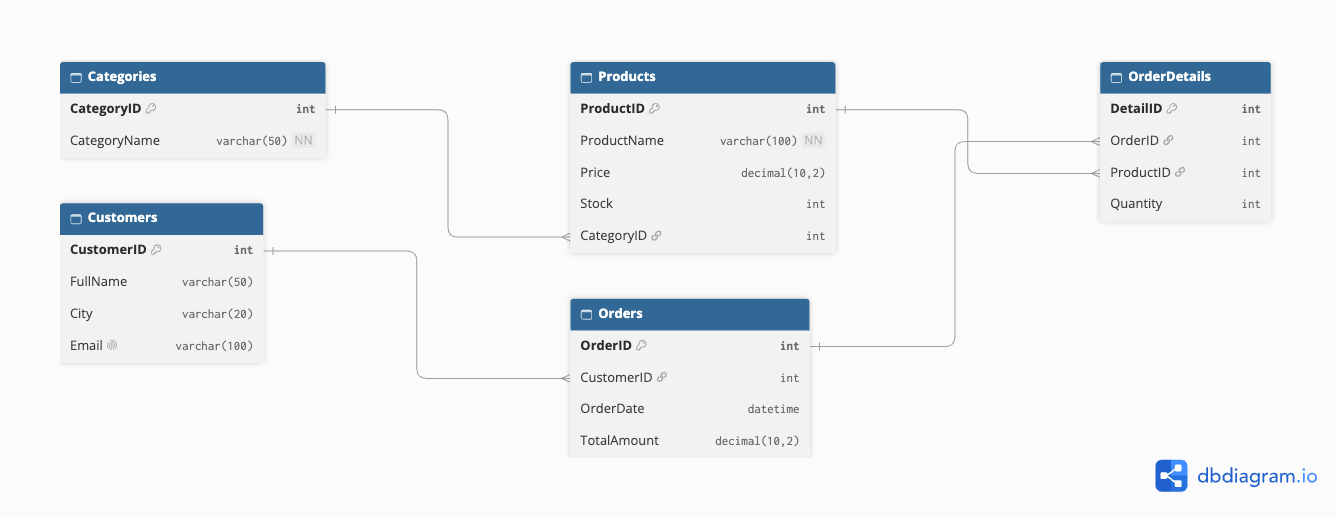 Categories
CategoryID int
CategoryName varchar(50) NN
Customers
CustomerID int
FullName varchar(50)
City varchar(20)
Email varchar(100)
Products
ProductID int
ProductName varchar(100) NN
Price decimal(10,2)
Stock int
CategoryID int
Orders
OrderID int
CustomerID int
OrderDate datetime
TotalAmount decimal(10,2)
OrderDetails
DetailID int
OrderID int
ProductID int
Quantity int
dbdiagram.io